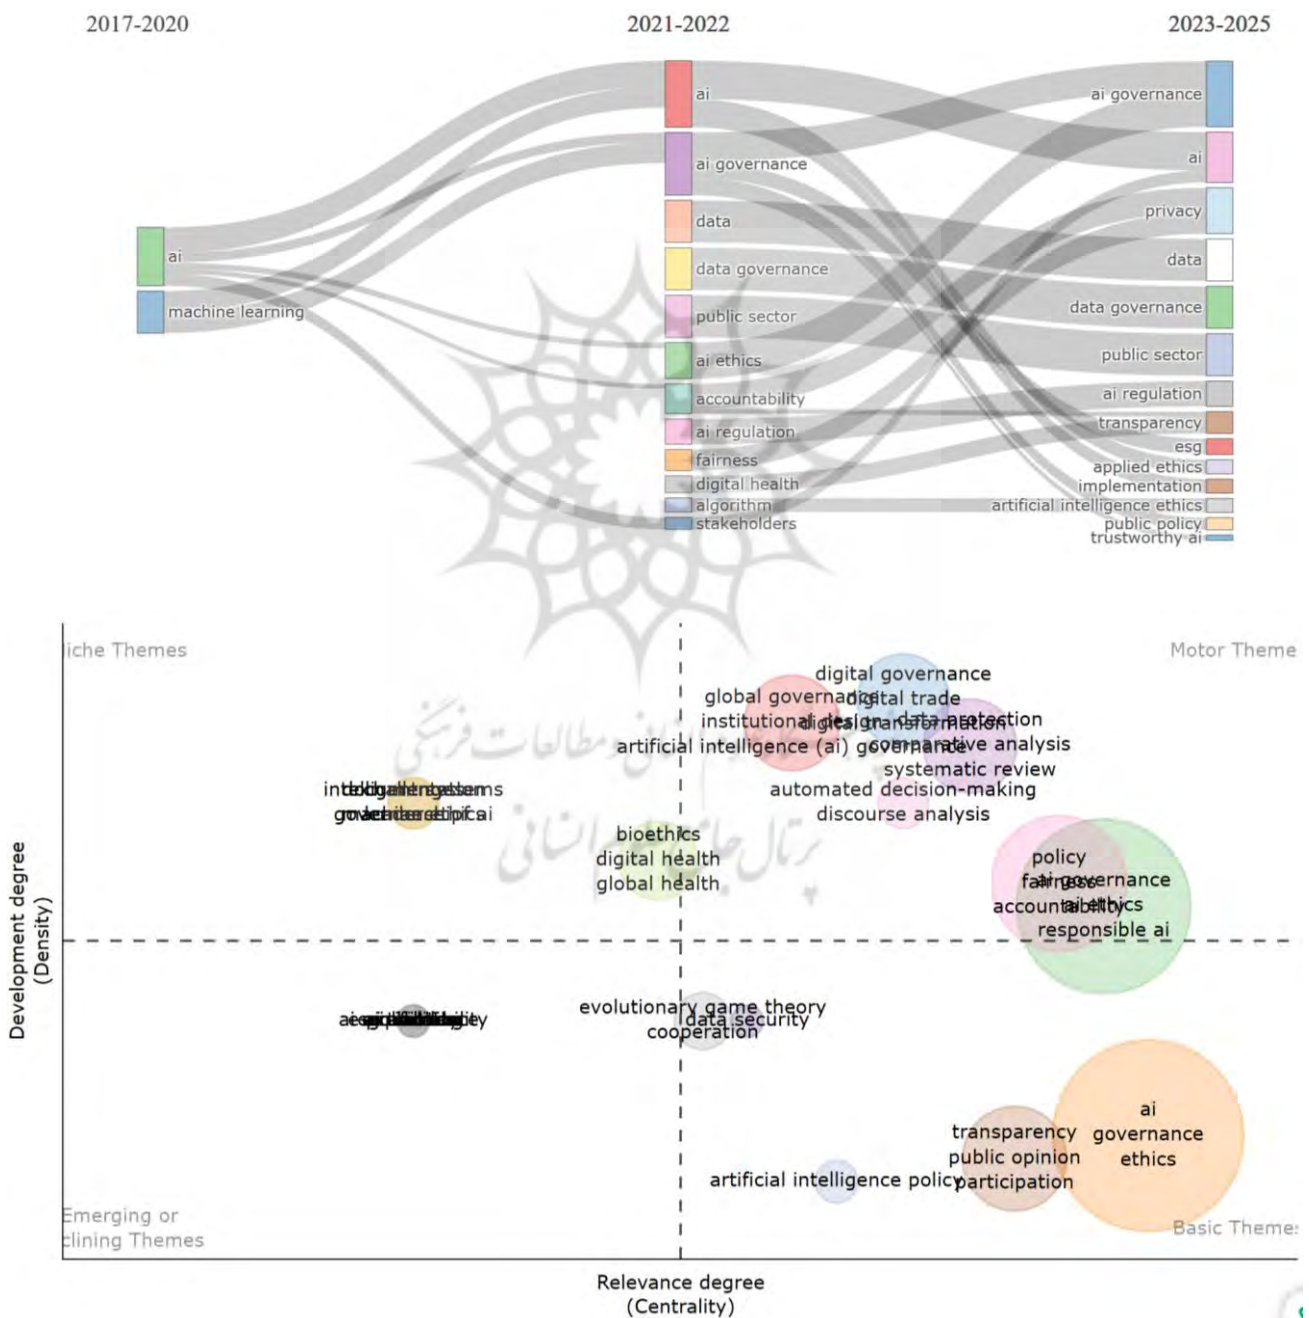 2017-2020
2021-2022
2023-2025
ai
machine learning
ai
ai governance
data
data governance
public sector
ai ethics
accountability
ai regulation
fairness
digital health
algorithm
stakeholders
ai governance
ai
privacy
data
data governance
public sector
ai regulation
transparency
esg
applied ethics
implementation
artificial intelligence ethics
public policy
trustworthy ai
iche Themes
Motor Theme
digital governance
digital trade
digital transformation
global governance
institutional design
artificial intelligence (ai) governance
data protection
comparative analysis
systematic review
automated decision-making
discourse analysis
bioethics
digital health
global health
policy
fairness
accountability
ai governance
ai ethics
responsible ai
evolutionary game theory
cooperation
data security
ai
governance
ethics
transparency
public opinion
participation
artificial intelligence policy
Emerging or
clining Themes
Basic Theme
Development degree
(Density)
Relevance degree
(Centrality)